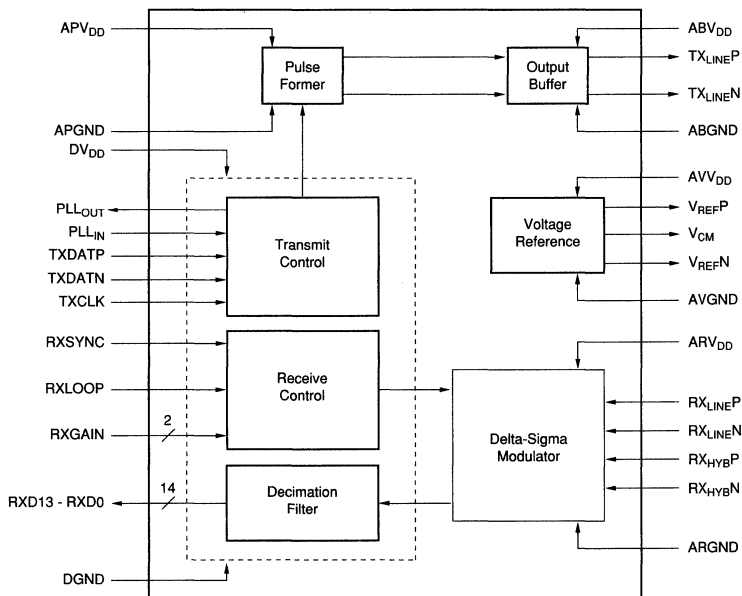 APVDD
APGND
DVDD
PLLOUT
PLLIN
TXDATP
TXDATN
TXCLK
RXSYNC
RXLOOP
RXGAIN
2
RXD13 - RXD0
14
DGND
Pulse
Former
Output
Buffer
Transmit
Control
Voltage
Reference
Receive
Control
Delta-Sigma
Modulator
Decimation
Filter
ABVDD
TXLINEP
TXLINEN
ABGND
AVVDD
VREFP
VCM
VREFN
AVGND
ARVDD
RXLINEP
RXLINEN
RXHYBP
RXHYBN
ARGND